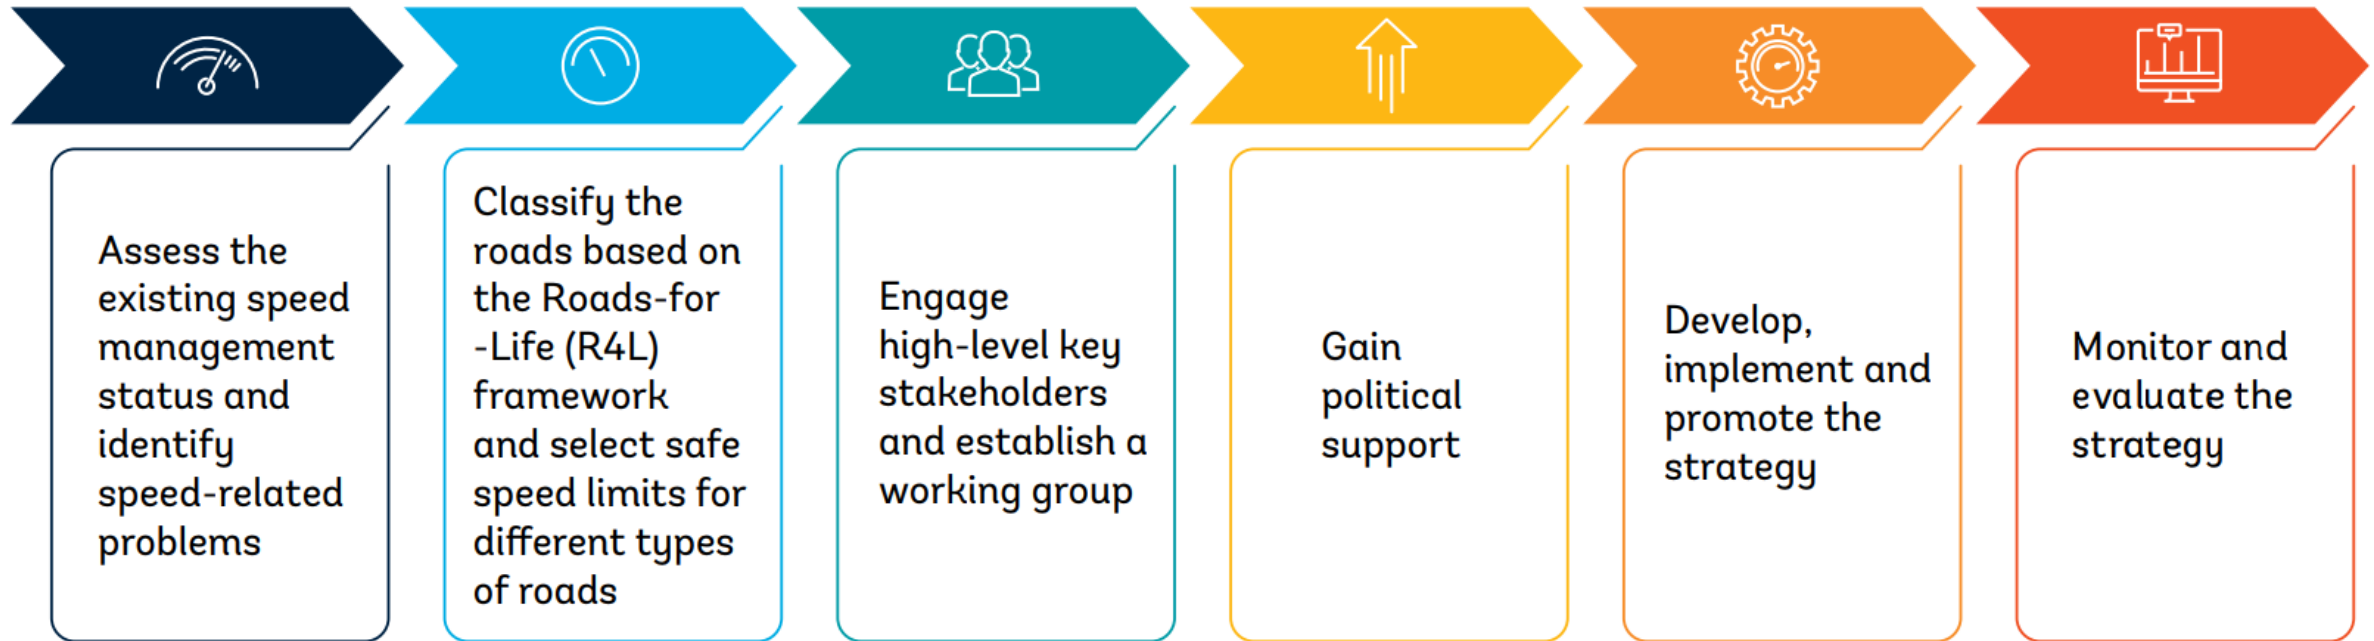 Assess the
existing speed
management
status and
identify
speed-related
problems
Classify the
roads based on
the Roads-for
-Life (R4L)
framework
and select safe
speed limits for
different types
of roads
Engage
high-level key
stakeholders
and establish a
working group
Gain
political
support
Develop,
implement and
promote the
strategy
Monitor and
evaluate the
strategy